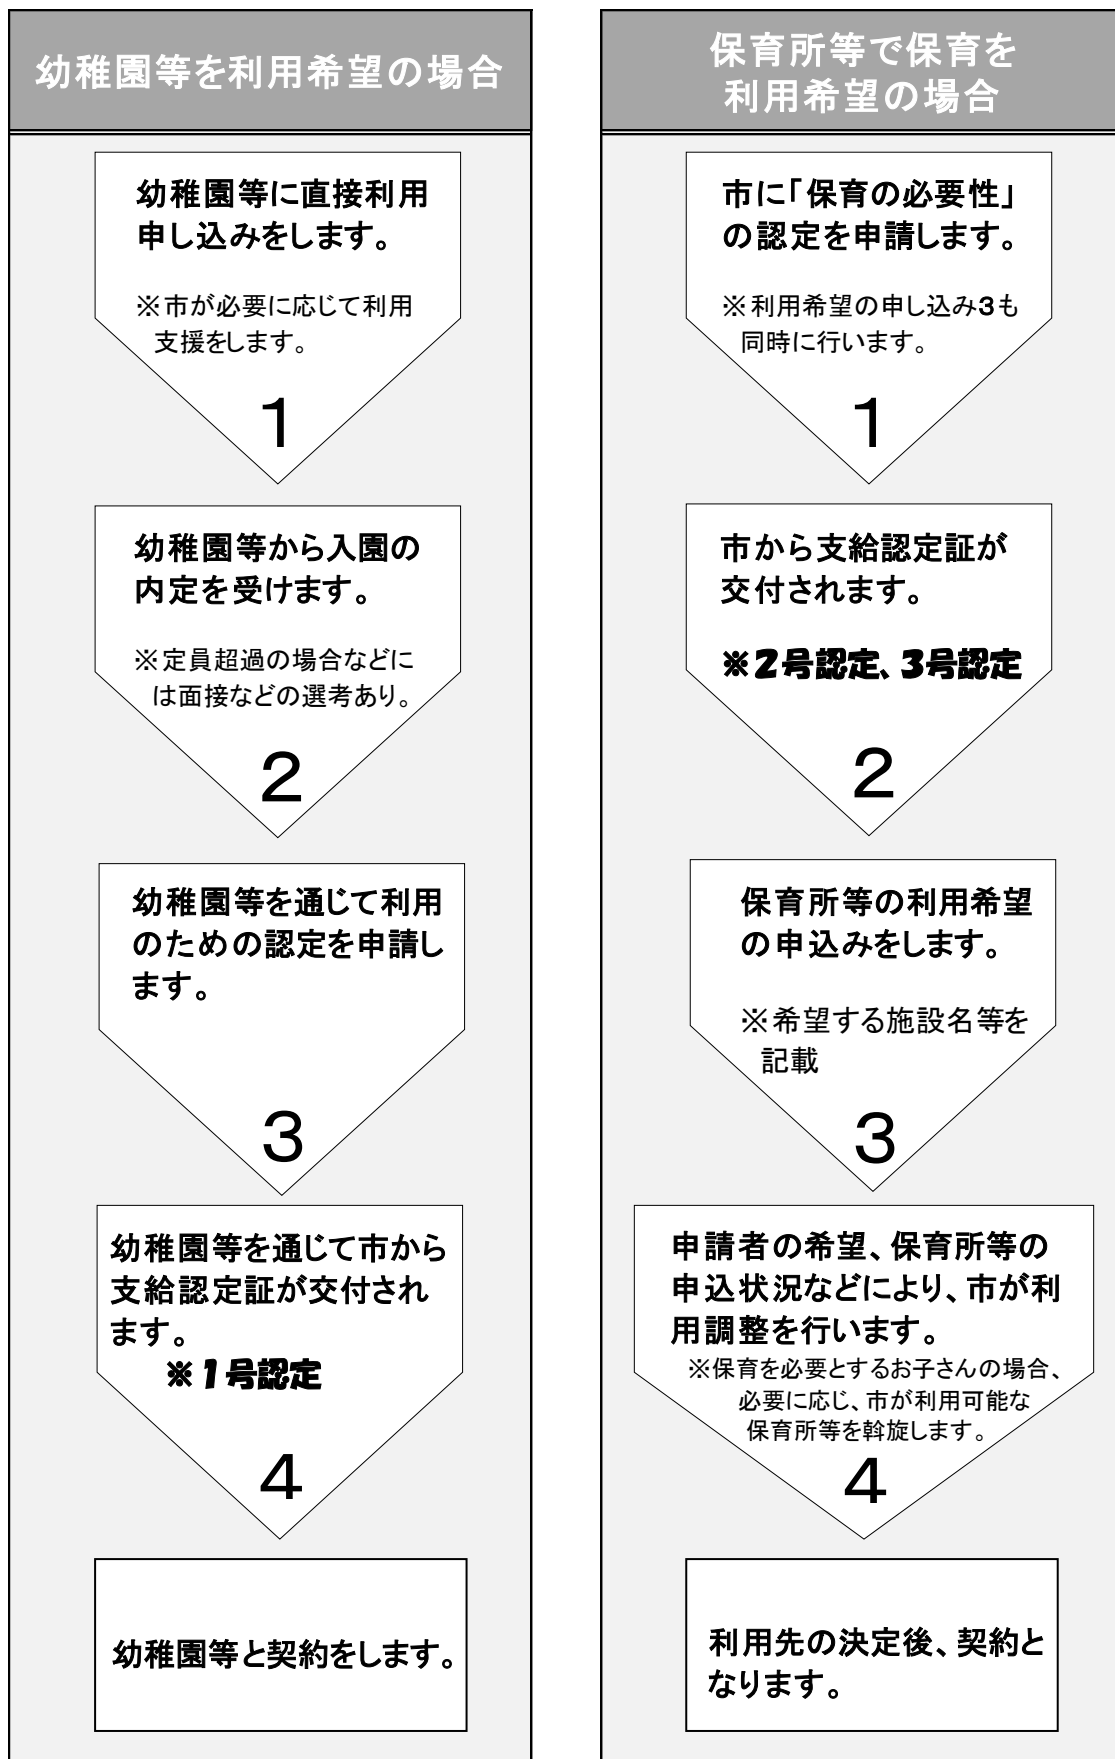 幼稚園等を利用希望の場合
幼稚園等に直接利用
申し込みをします。
※市が必要に応じて利用
支援をします。
1
幼稚園等から入園の
内定を受けます。
※定員超過の場合などに
は面接などの選考あり。
2
幼稚園等を通じて利用
のための認定を申請し
ます。
3
幼稚園等を通じて市から
支給認定証が交付され
ます。
※1号認定
4
幼稚園等と契約をします。
保育所等で保育を
利用希望の場合
市に「保育の必要性」
の認定を申請します。
※利用希望の申し込み3も
同時に行います。
1
市から支給認定証が
交付されます。
※2号認定、3号認定
2
保育所等の利用希望
の申込みをします。
※希望する施設名等を
記載
3
申請者の希望、保育所等の
申込状況などにより、市が利
用調整を行います。
※保育を必要とするお子さんの場合、
必要に応じ、市が利用可能な
保育所等を斡旋します。
4
利用先の決定後、契約と
なります。